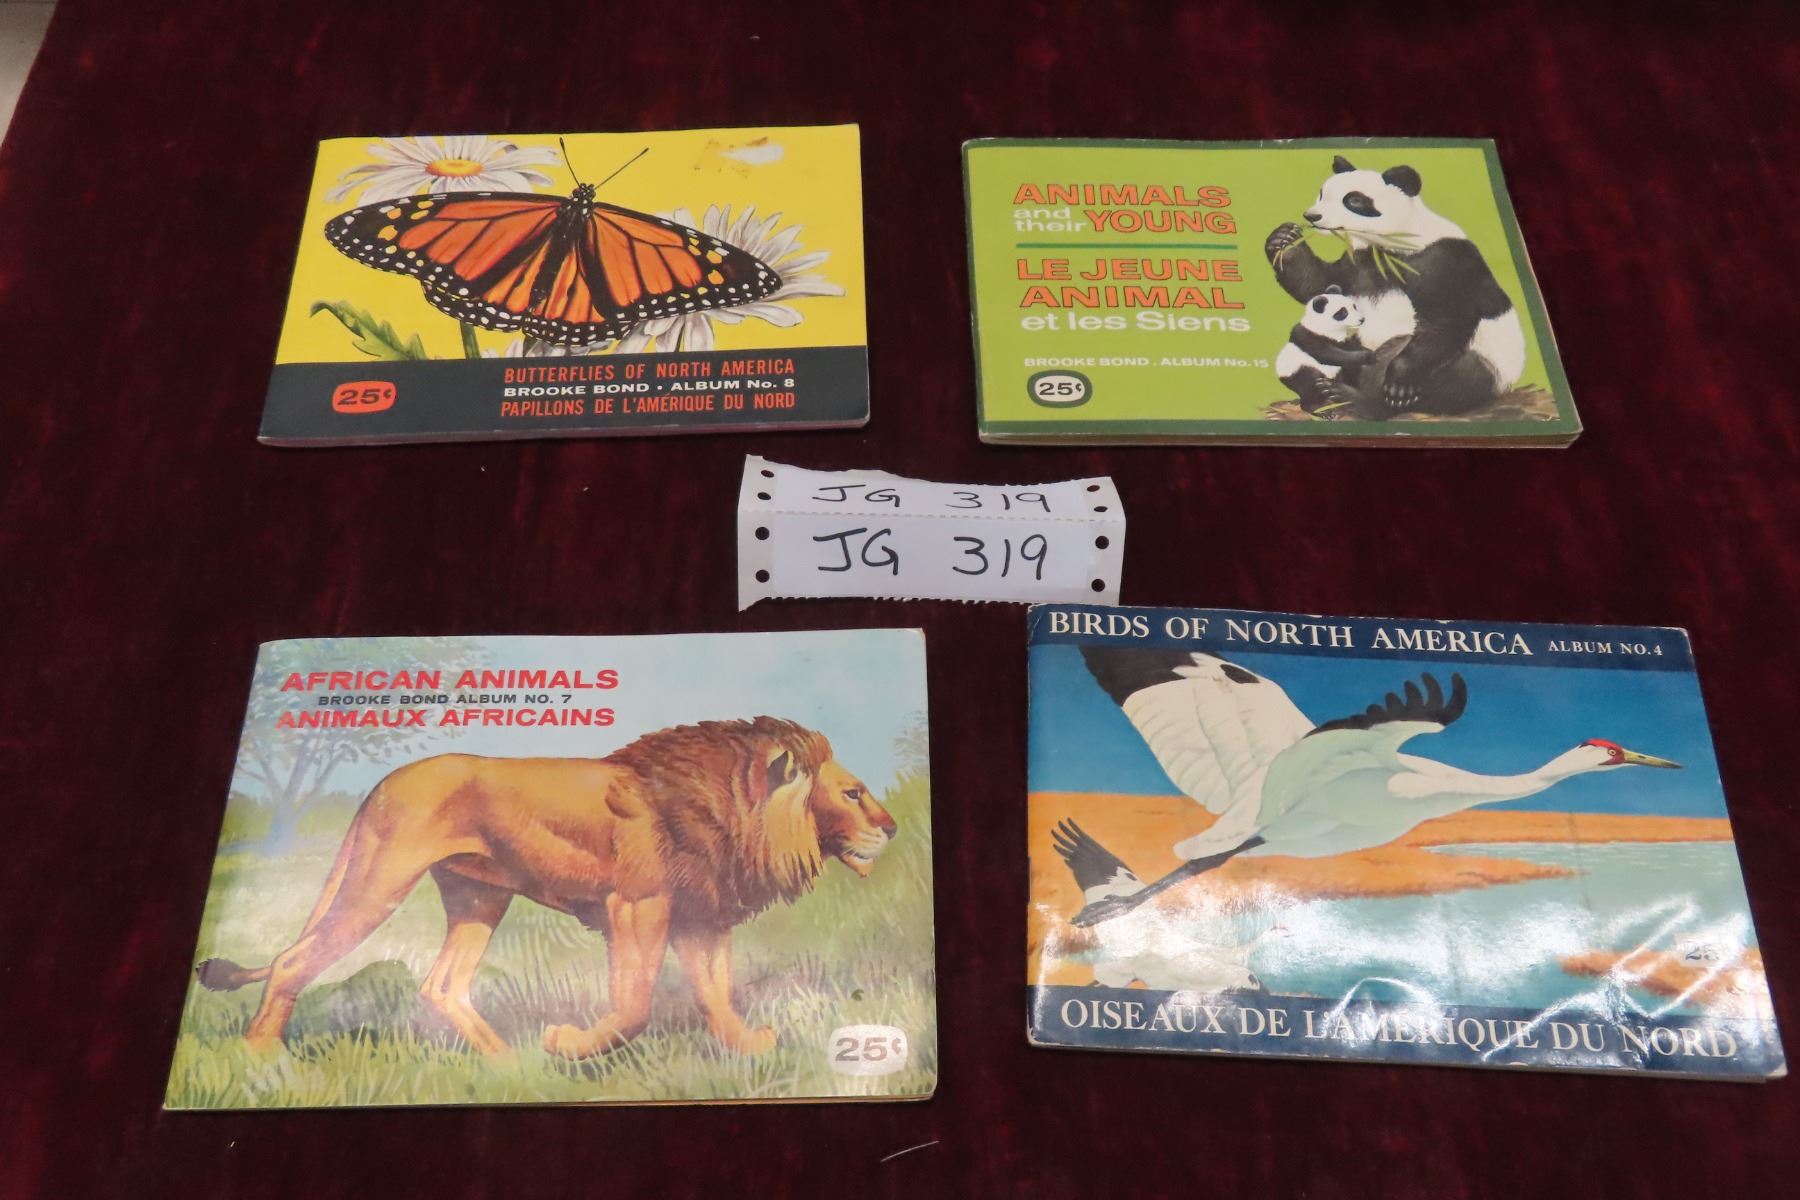 BUTTERFLIES OF NORTH AMERICA
BROOKE BOND • ALBUM No. 8
PAPILLONS DE L'AMÉRIQUE DU NORD
25¢
ANIMALS
and their YOUNG
LE JEUNE
ANIMAL
et les Siens
BROOKE BOND . ALBUM No. 15
25¢
JG 319
JG 319
AFRICAN ANIMALS
BROOKE BOND ALBUM NO. 7
ANIMAUX AFRICAINS
25¢
BIRDS OF NORTH AMERICA ALBUM NO. 4
25
OISEAUX DE L'AMERIQUE DU NORD